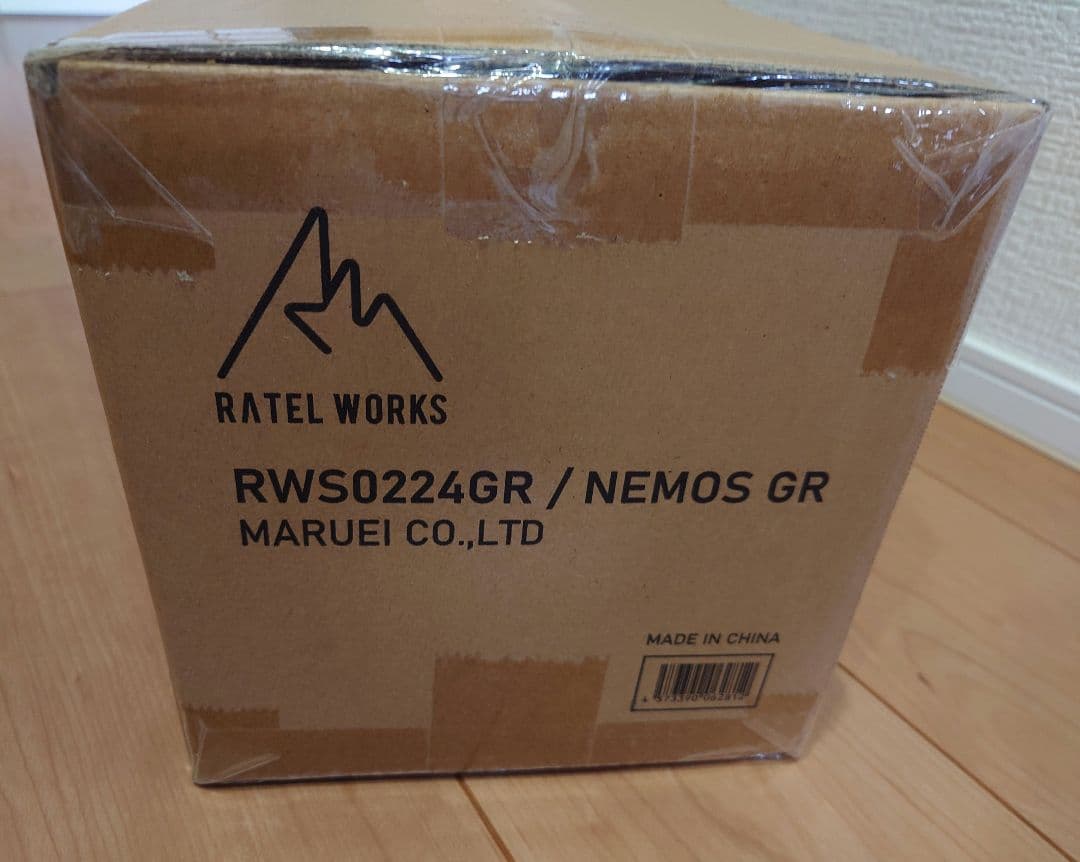 RATEL WORKS
RWS0224GR / NEMOS GR
MARUEI CO.,LTD
MADE IN CHINA